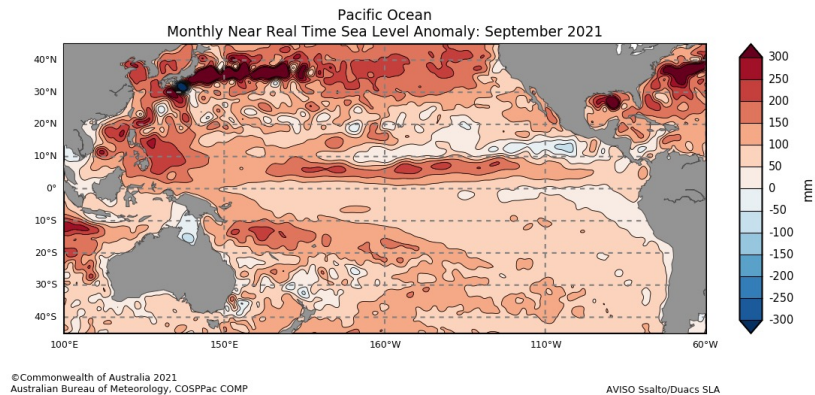 Pacific Ocean
Monthly Near Real Time Sea Level Anomaly: September 2021
40°N
30°N
20°N
10°N
0°
10°S
20°S
30°S
40°S
100°E
150°E
160°W
110°W
60°W
300
250
200
150
100
50
0
-50
-100
-150
-200
-250
-300
mm
©Commonwealth of Australia 2021
Australian Bureau of Meteorology, COSPPac COMP
AVISO Ssalto/Duacs SLA